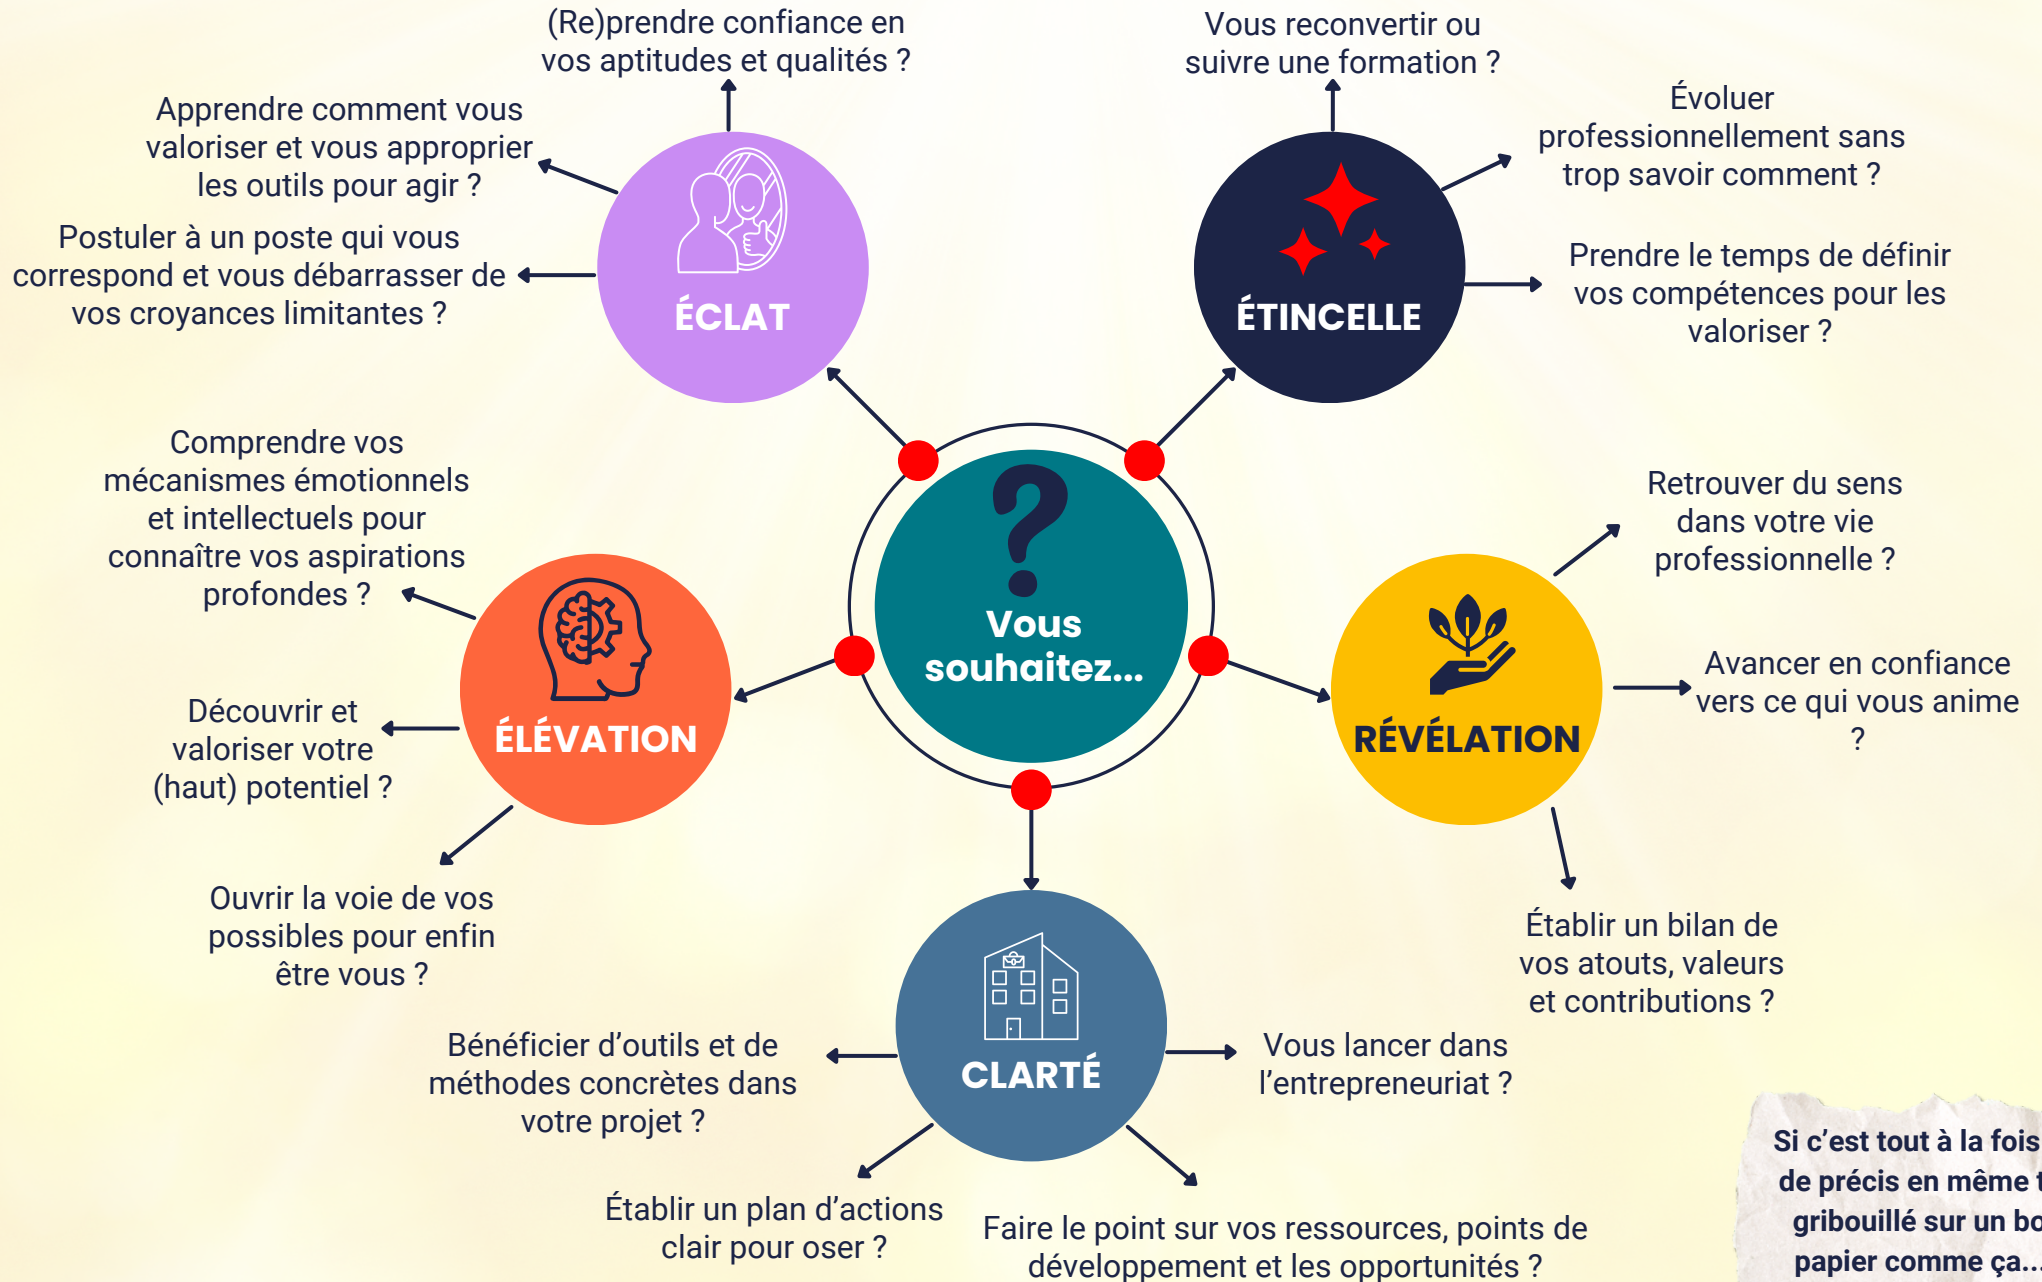 (Re)prendre confiance en
vos aptitudes et qualités ?
Vous reconvertir ou
suivre une formation ?
Apprendre comment vous
valoriser et vous approprier
les outils pour agir ?
Évoluer
professionnellement sans
trop savoir comment ?
Postuler à un poste qui vous
correspond et vous débarrasser de
vos croyances limitantes ?
Prendre le temps de définir
vos compétences pour les
valoriser ?
ÉCLAT
ÉTINCELLE
Comprendre vos
mécanismes émotionnels
et intellectuels pour
connaître vos aspirations
profondes ?
Retrouver du sens
dans votre vie
professionnelle ?
?
Vous
souhaitez...
Avancer en confiance
vers ce qui vous anime
?
Découvrir et
valoriser votre
(haut) potentiel ?
ÉLÉVATION
RÉVÉLATION
Ouvrir la voie de vos
possibles pour enfin
être vous ?
Établir un bilan de
vos atouts, valeurs
et contributions ?
Bénéficier d’outils et de
méthodes concrètes dans
votre projet ?
CLARTÉ
Vous lancer dans
l’entrepreneuriat ?
Établir un plan d’actions
clair pour oser ?
Faire le point sur vos ressources, points de
développement et les opportunités ?
Si c’est tout à la fois
de précis en même
gribouillé sur un
papier comme ça...